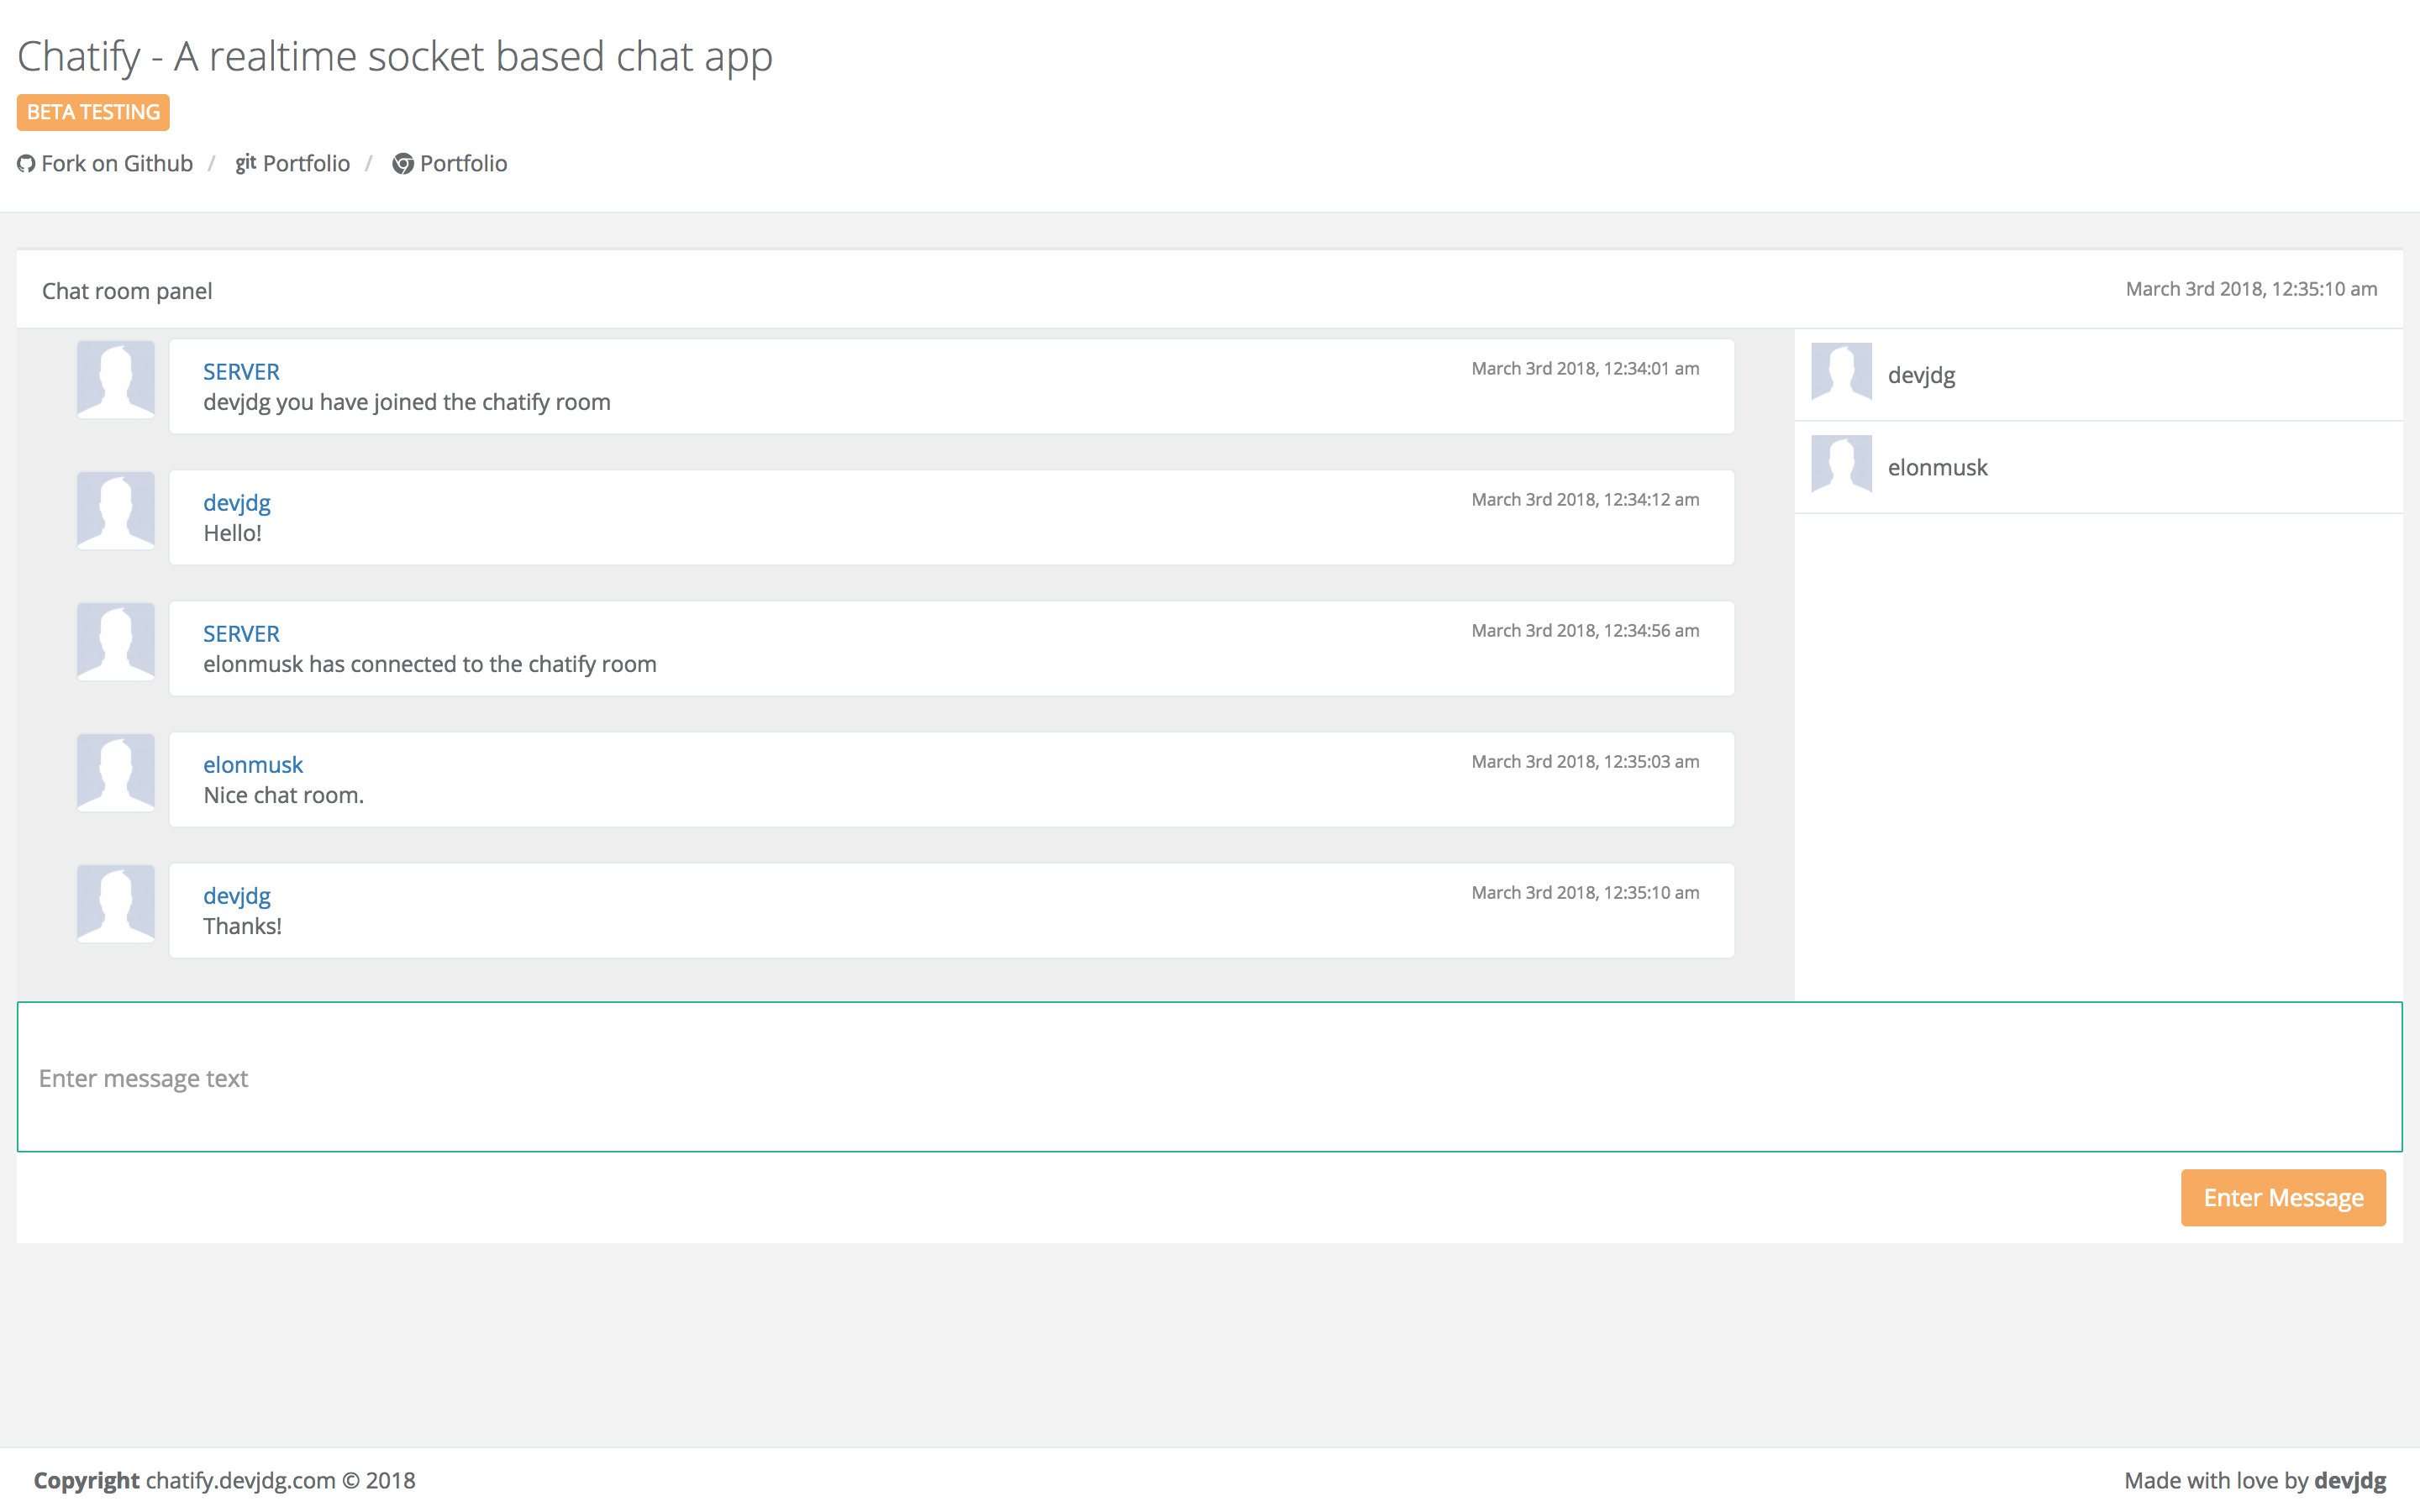 Chatify - A realtime socket based chat app
BETA TESTING
Fork on Github / git Portfolio / Portfolio
Chat room panel March 3rd 2018, 12:35:10 am
SERVER March 3rd 2018, 12:34:01 am
devjdg you have joined the chatify room
devjdg March 3rd 2018, 12:34:12 am
Hello!
SERVER March 3rd 2018, 12:34:56 am
elonmusk has connected to the chatify room
elonmusk March 3rd 2018, 12:35:03 am
Nice chat room.
devjdg March 3rd 2018, 12:35:10 am
Thanks!
devjdg
elonmusk
Enter message text
Enter Message
Copyright chatify.devjdg.com © 2018 Made with love by devjdg